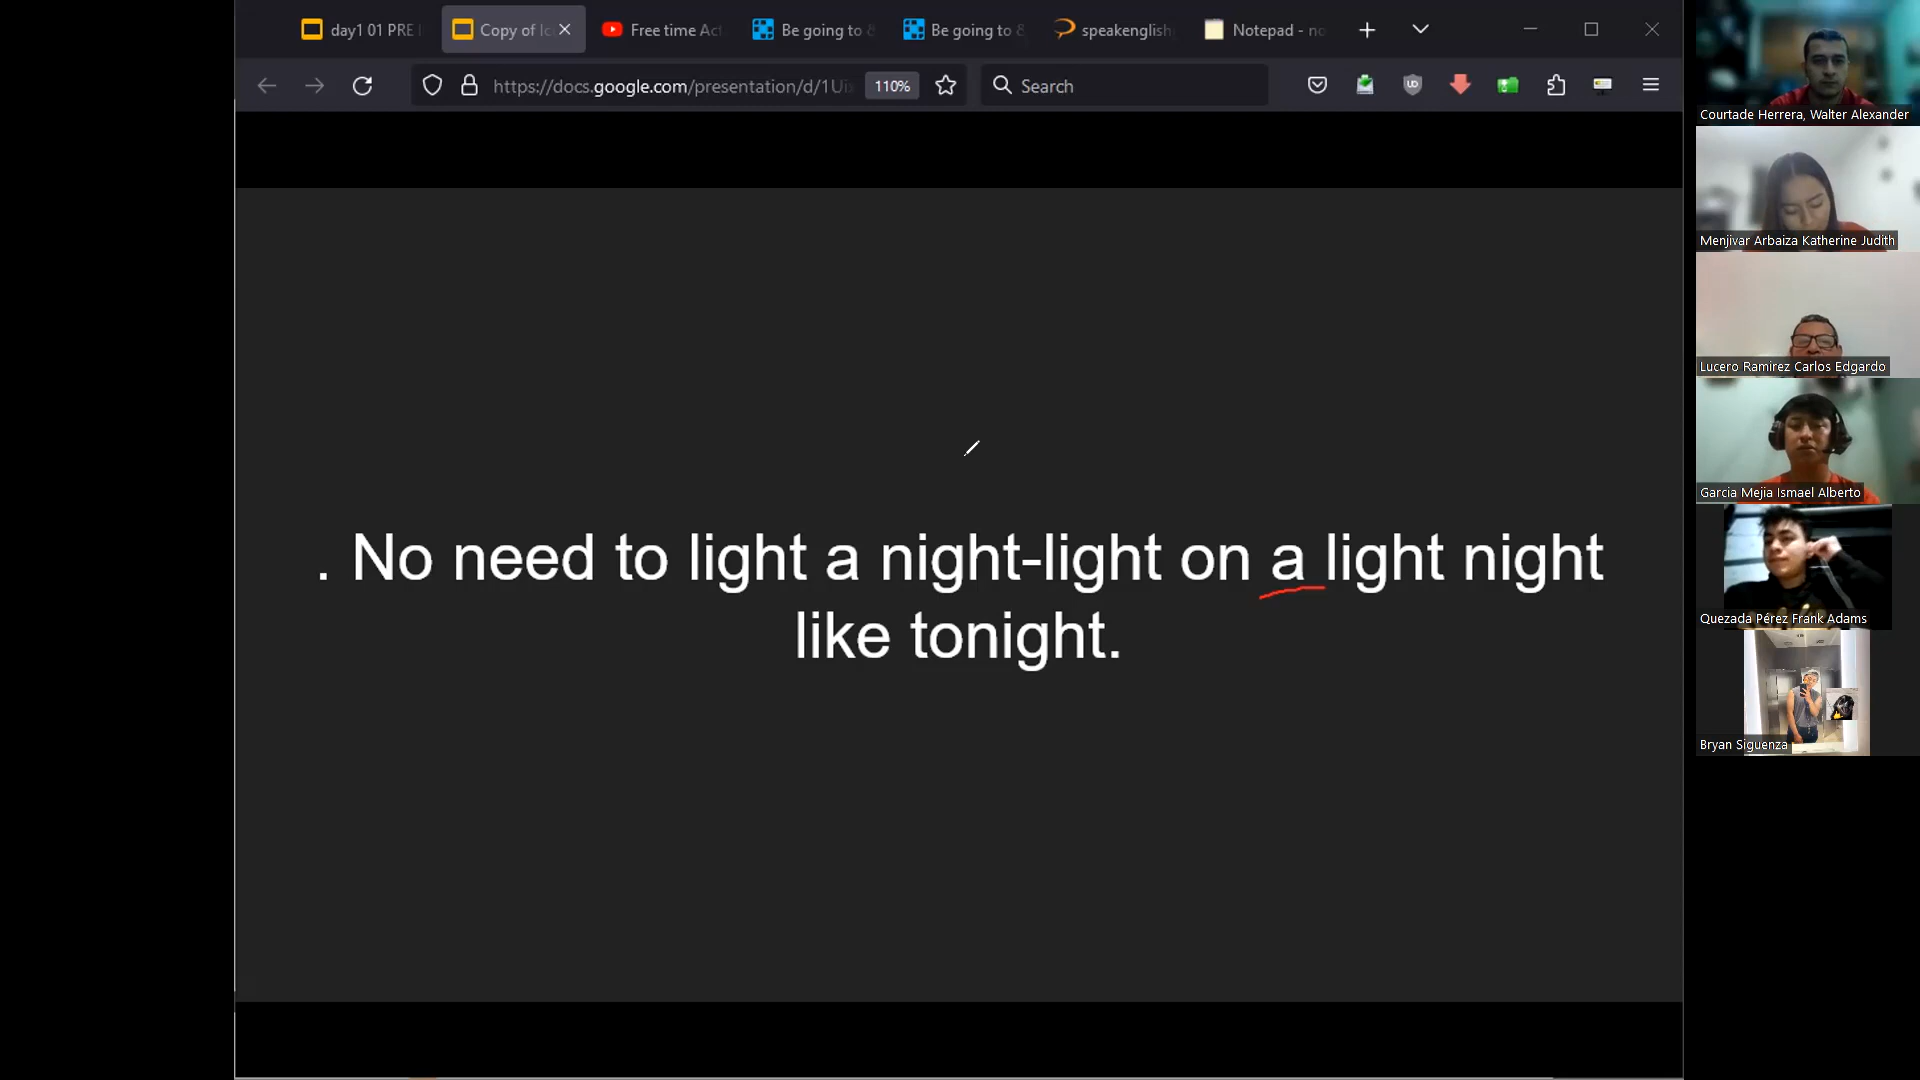 day1 01 PRE
Copy of Ic
Free time Act
Be going to &
Be going to &
speakenglish
Notepad - no
https://docs.google.com/presentation/d/1Ui
110%
Search
. No need to light a night-light on a light night
like tonight.
Courtade Herrera, Walter Alexander
Menjivar Arbaiza Katherine Judith
Lucero Ramirez Carlos Edgardo
Garcia Mejia Ismael Alberto
Quezada Pérez Frank Adams
Bryan Siguenza